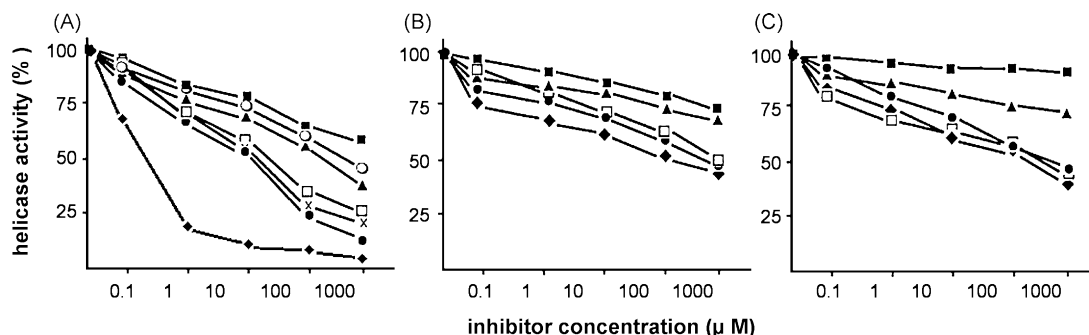 (A) (B) (C)
100 100 100
75 75 75
50 50 50
25 25 25
helicase activity (% )
0.1 1 10 100 1000 0.1 1 10 100 1000 0.1 1 10 100 1000
inhibitor concentration (µ M)